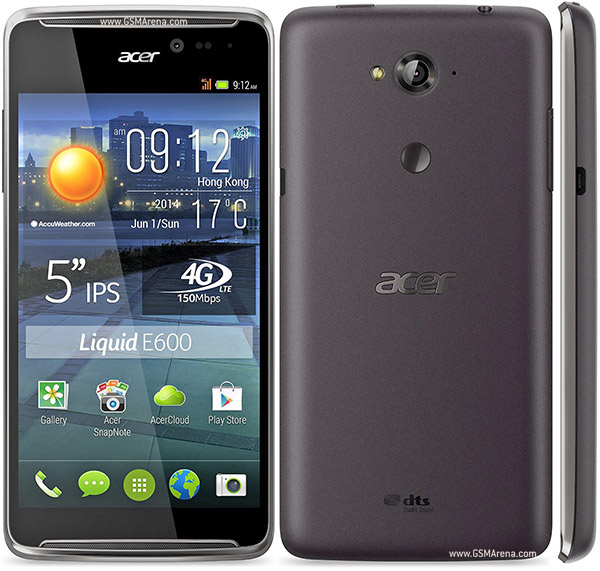 www.GSMArena.com
acer
9:12 AM
am 09:12
Hong Kong
2014
Jun 1/Sun
17°C
AccuWeather.com
5” IPS
4G LTE
150Mbps
Liquid E600
Gallery
Acer SnapNote
AcerCloud
Play Store
acer
dts
www.GSMArena.com